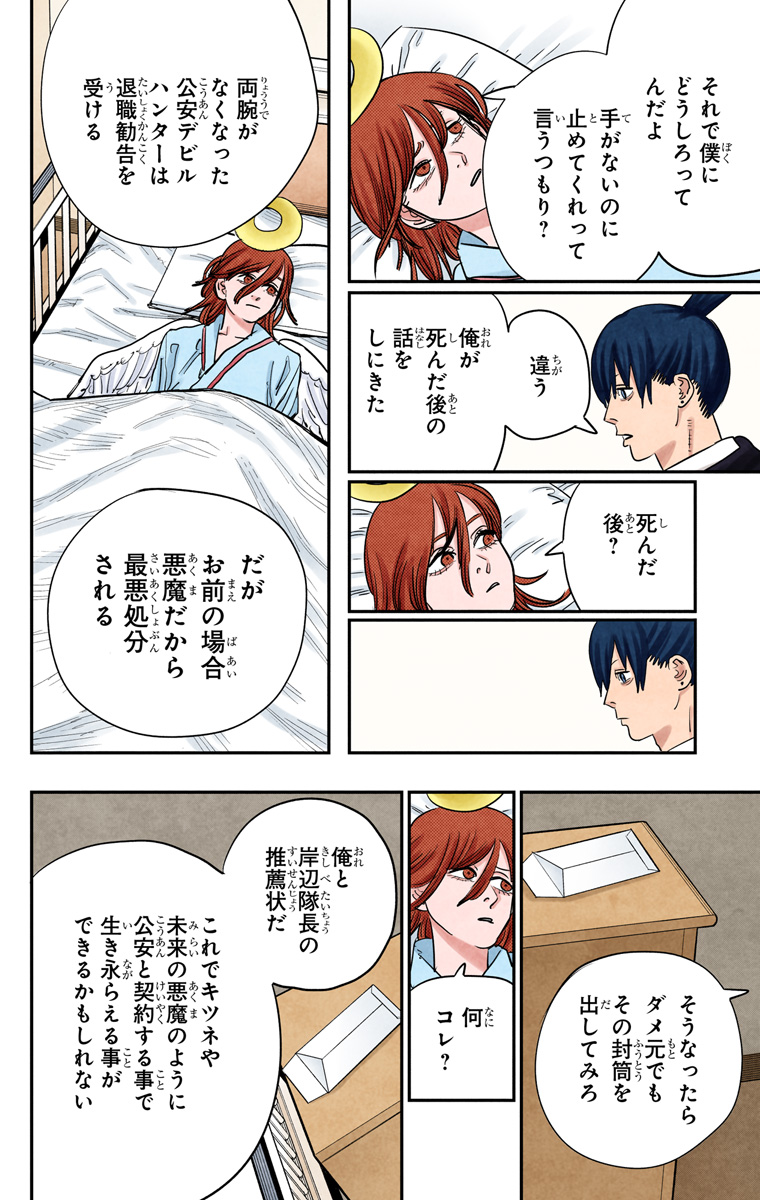 それで僕に
どうしろって
んだよ
手がないのに
止めてくれって
言うつもり?
違う
俺が
死んだ後の
話を
しにきた
死んだ
後?
両腕が
なくなった
公安デビル
ハンターは
退職勧告を
受ける
だが
お前の場合
悪魔だから
最悪処分
される
そうなったら
ダメ元でも
その封筒を
出してみろ
何
コレ?
俺と
岸辺隊長の
推薦状だ
これでキツネや
未来の悪魔のように
公安と契約する事で
生き永らえる事が
できるかもしれない